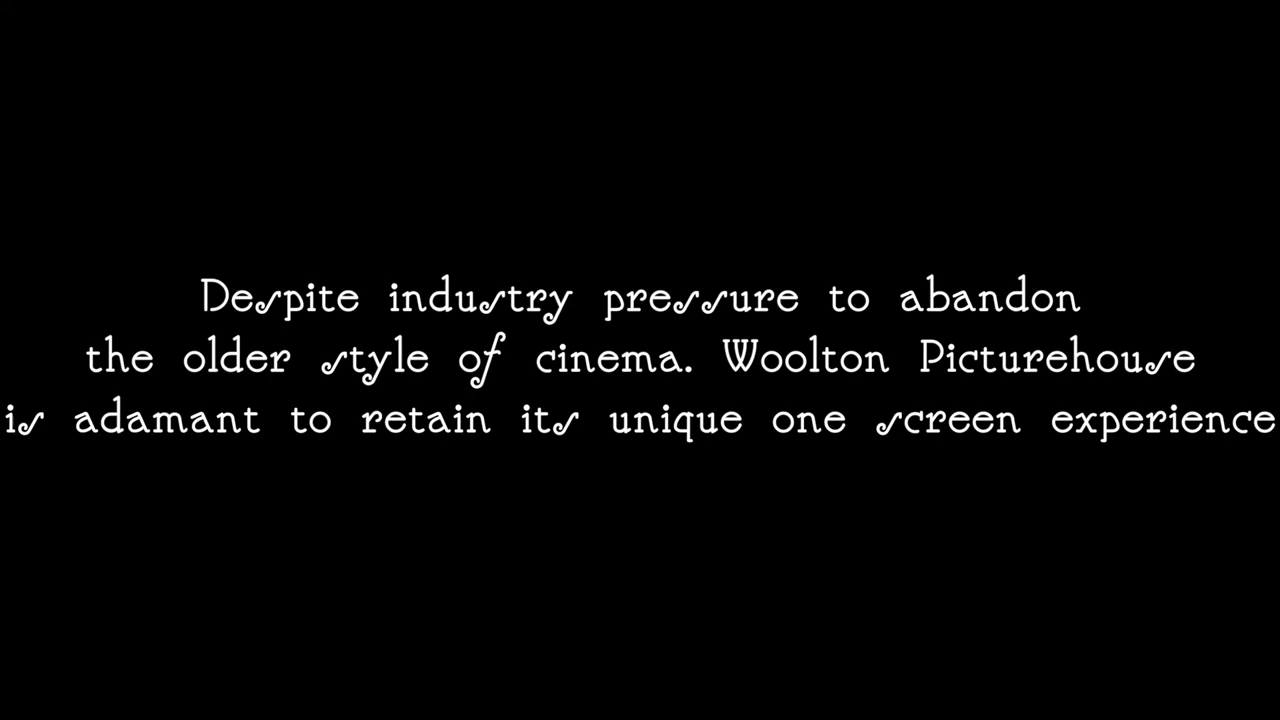 Despite industry pressure to abandon
the older style of cinema. Woolton Picturehouse
is adamant to retain its unique one screen experience